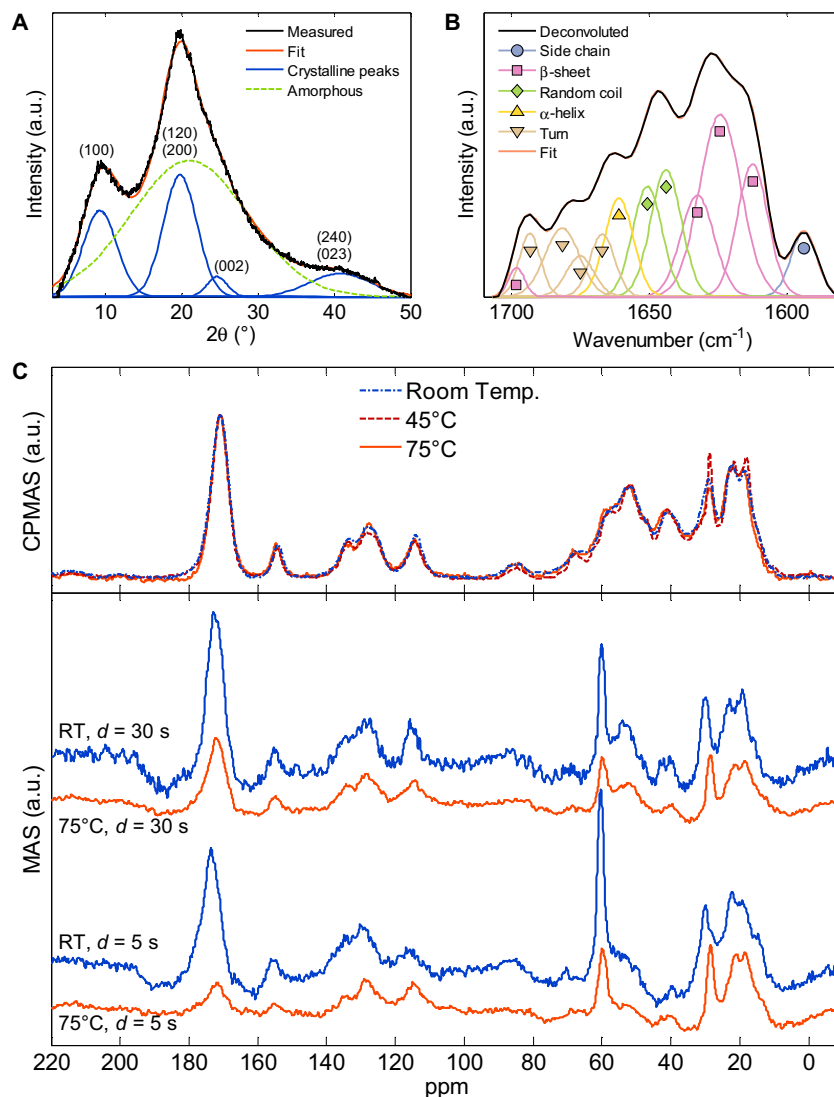 A
Measured
Fit
Crystalline peaks
Amorphous
(100)
(120)
(200)
(002)
(240)
(023)
Intensity (a.u.)
10 20 30 40 50
2θ (°)
B
Deconvoluted
Side chain
β-sheet
Random coil
α-helix
Turn
Fit
Intensity (a.u.)
1700 1650 1600
Wavenumber (cm⁻¹)
C
Room Temp.
45°C
75°C
CPMAS (a.u.)
RT, d = 30 s
75°C, d = 30 s
RT, d = 5 s
75°C, d = 5 s
MAS (a.u.)
220 200 180 160 140 120 100 80 60 40 20 0
ppm